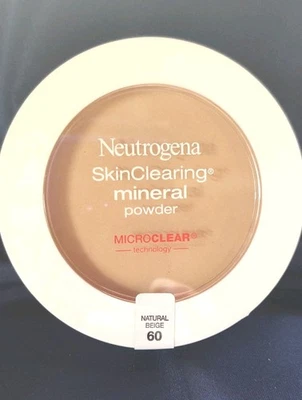 Neutrogena
SkinClearing®
mineral
powder
MICROCLEAR®
technology
NATURAL
BEIGE
60